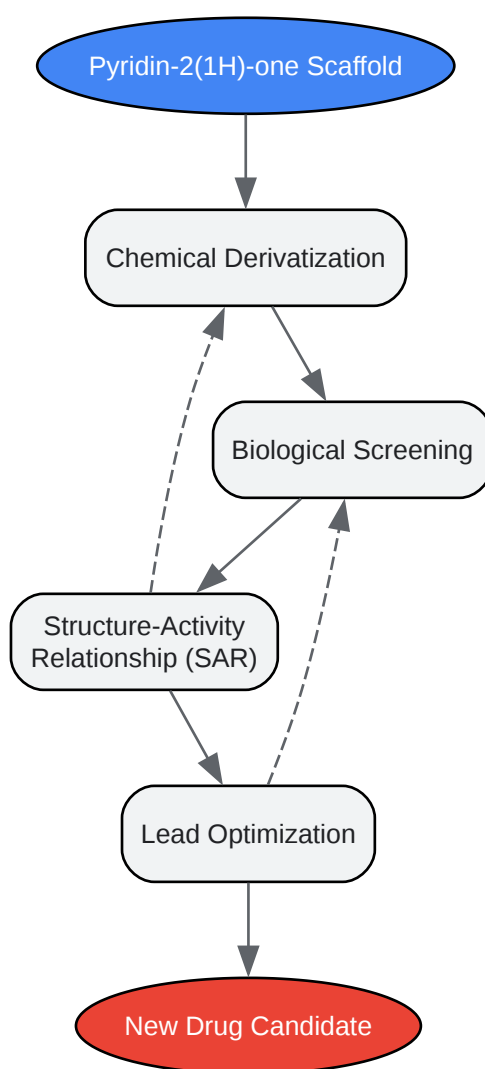 Pyridin-2(1H)-one Scaffold
Chemical Derivatization
Biological Screening
Structure-Activity
Relationship (SAR)
Lead Optimization
New Drug Candidate